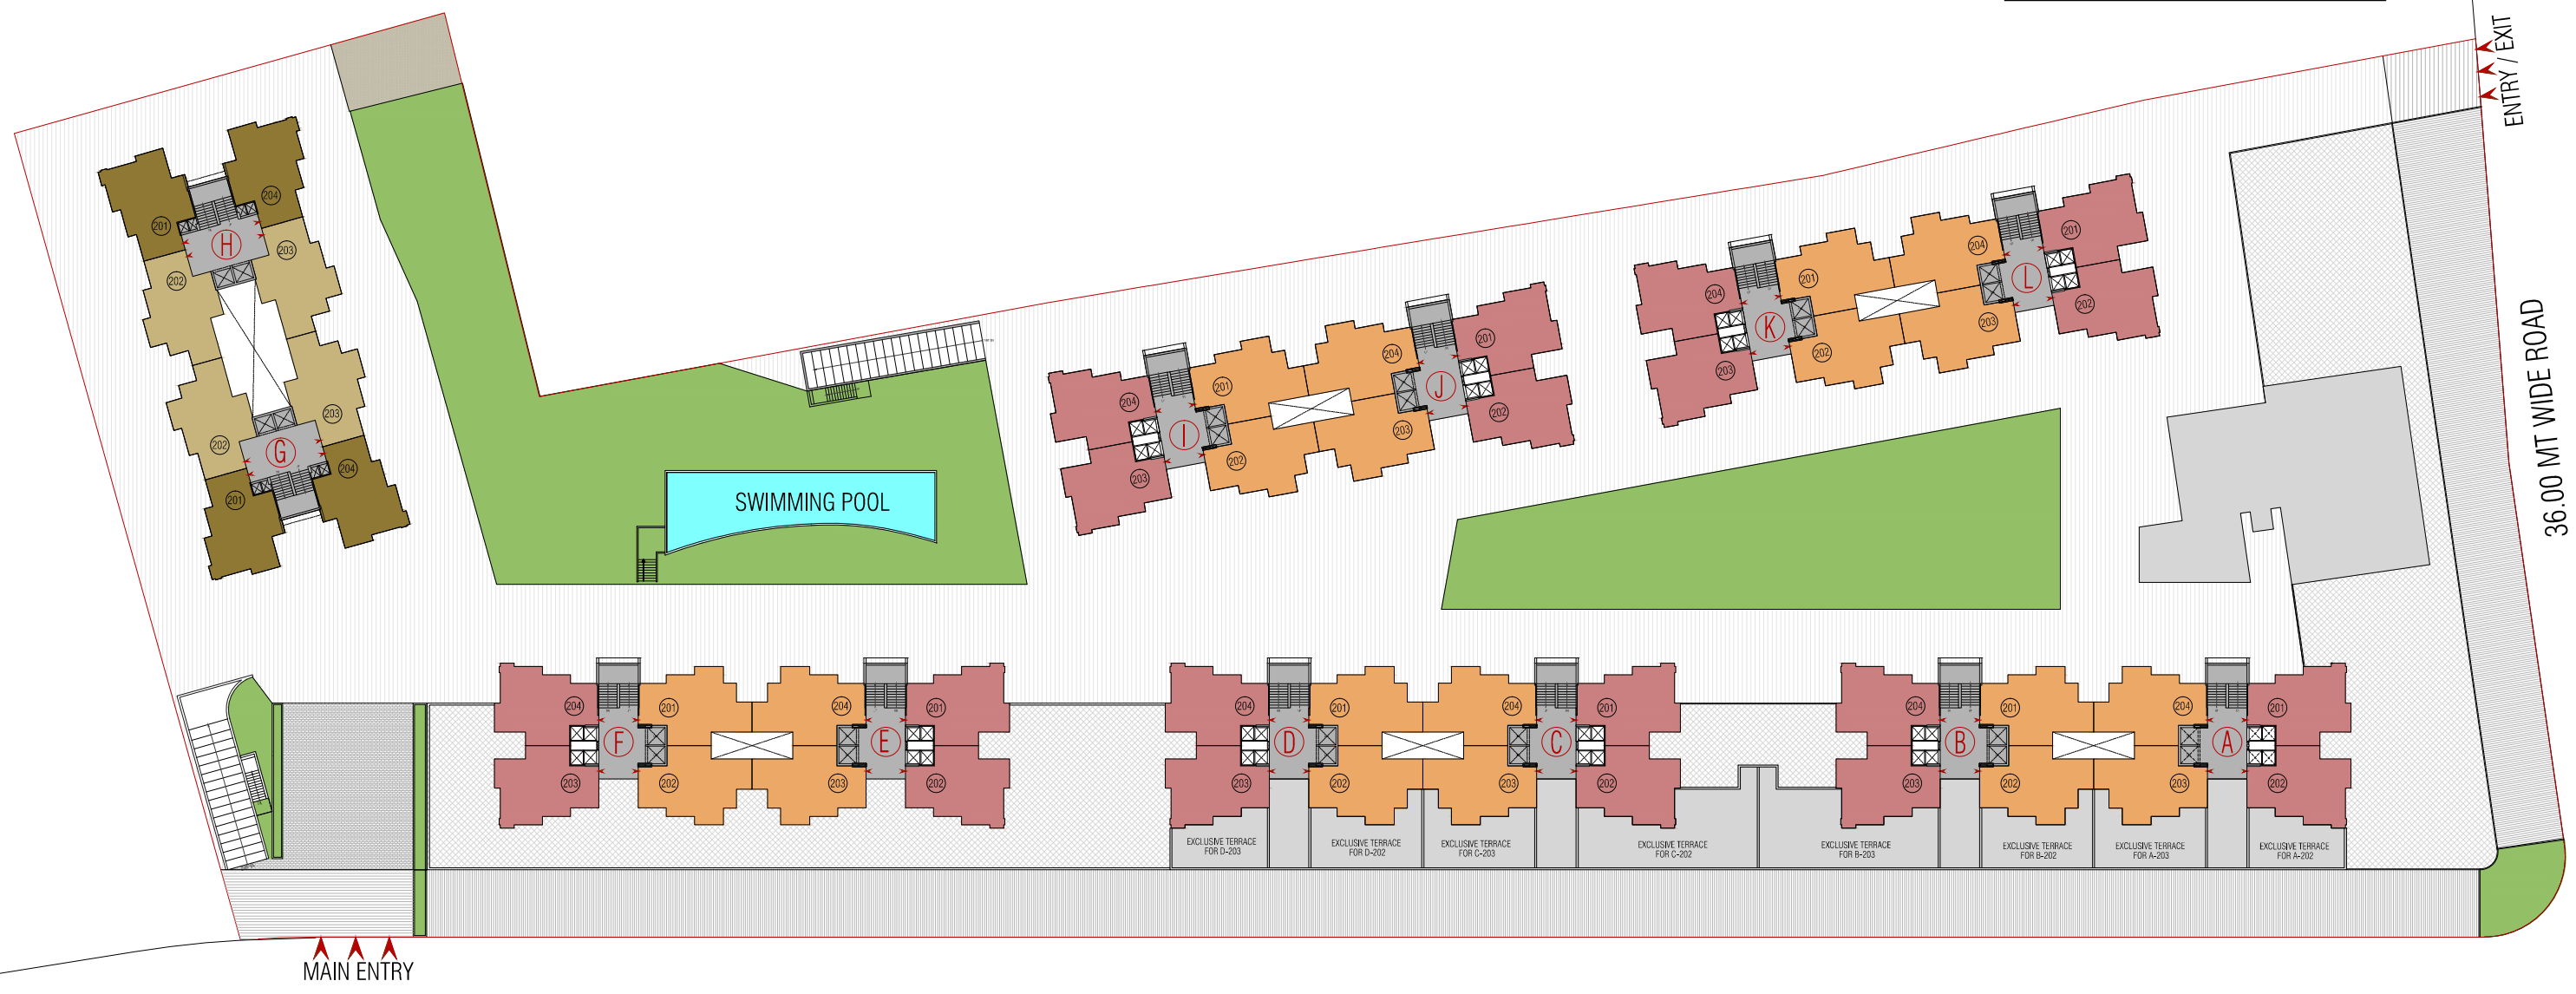 ENTRY / EXIT
36.00 MT WIDE ROAD
204
201
H
203
202
203
202
G
204
201
SWIMMING POOL
204
201
I
203
202
204
201
J
203
202
204
201
K
203
202
204
201
L
203
202
204
201
F
203
202
204
201
E
203
202
204
201
D
203
202
204
201
C
203
202
204
201
B
203
202
204
201
A
203
202
EXCLUSIVE TERRACE
FOR D-203
EXCLUSIVE TERRACE
FOR D-202
EXCLUSIVE TERRACE
FOR C-203
EXCLUSIVE TERRACE
FOR C-202
EXCLUSIVE TERRACE
FOR B-203
EXCLUSIVE TERRACE
FOR B-202
EXCLUSIVE TERRACE
FOR A-203
EXCLUSIVE TERRACE
FOR A-202
MAIN ENTRY